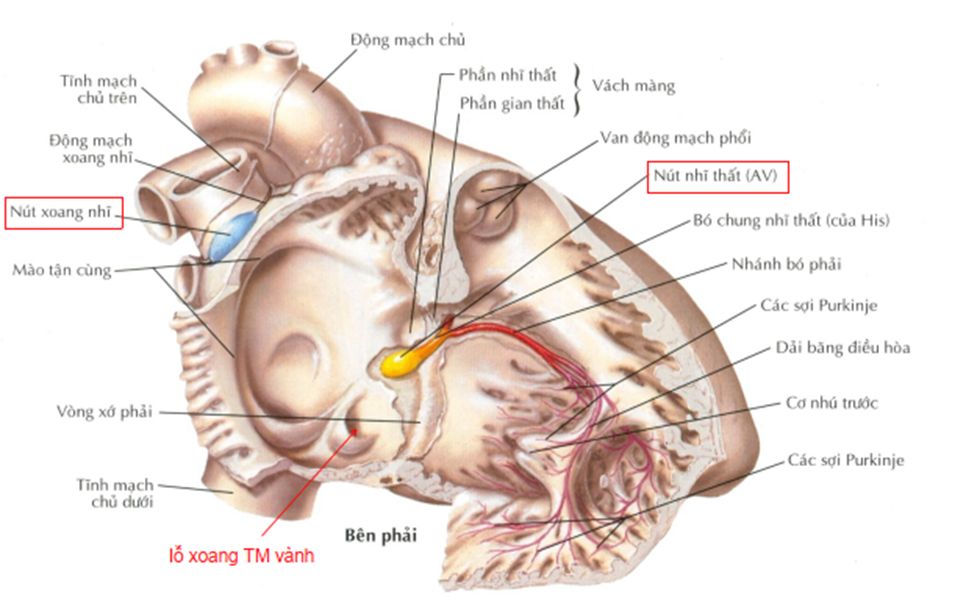 Động mạch chủ
Tĩnh mạch
chủ trên
Phần nhĩ thất
Phần gian thất
Vách màng
Động mạch
xoang nhĩ
Van động mạch phổi
Nút nhĩ thất (AV)
Nút xoang nhĩ
Bó chung nhĩ thất (của His)
Mào tận cùng
Nhánh bó phải
Các sợi Purkinje
Dải băng điều hòa
Vòng xớ phải
Cơ nhú trước
Các sợi Purkinje
Tĩnh mạch
chủ dưới
Bên phải
lỗ xoang TM vành